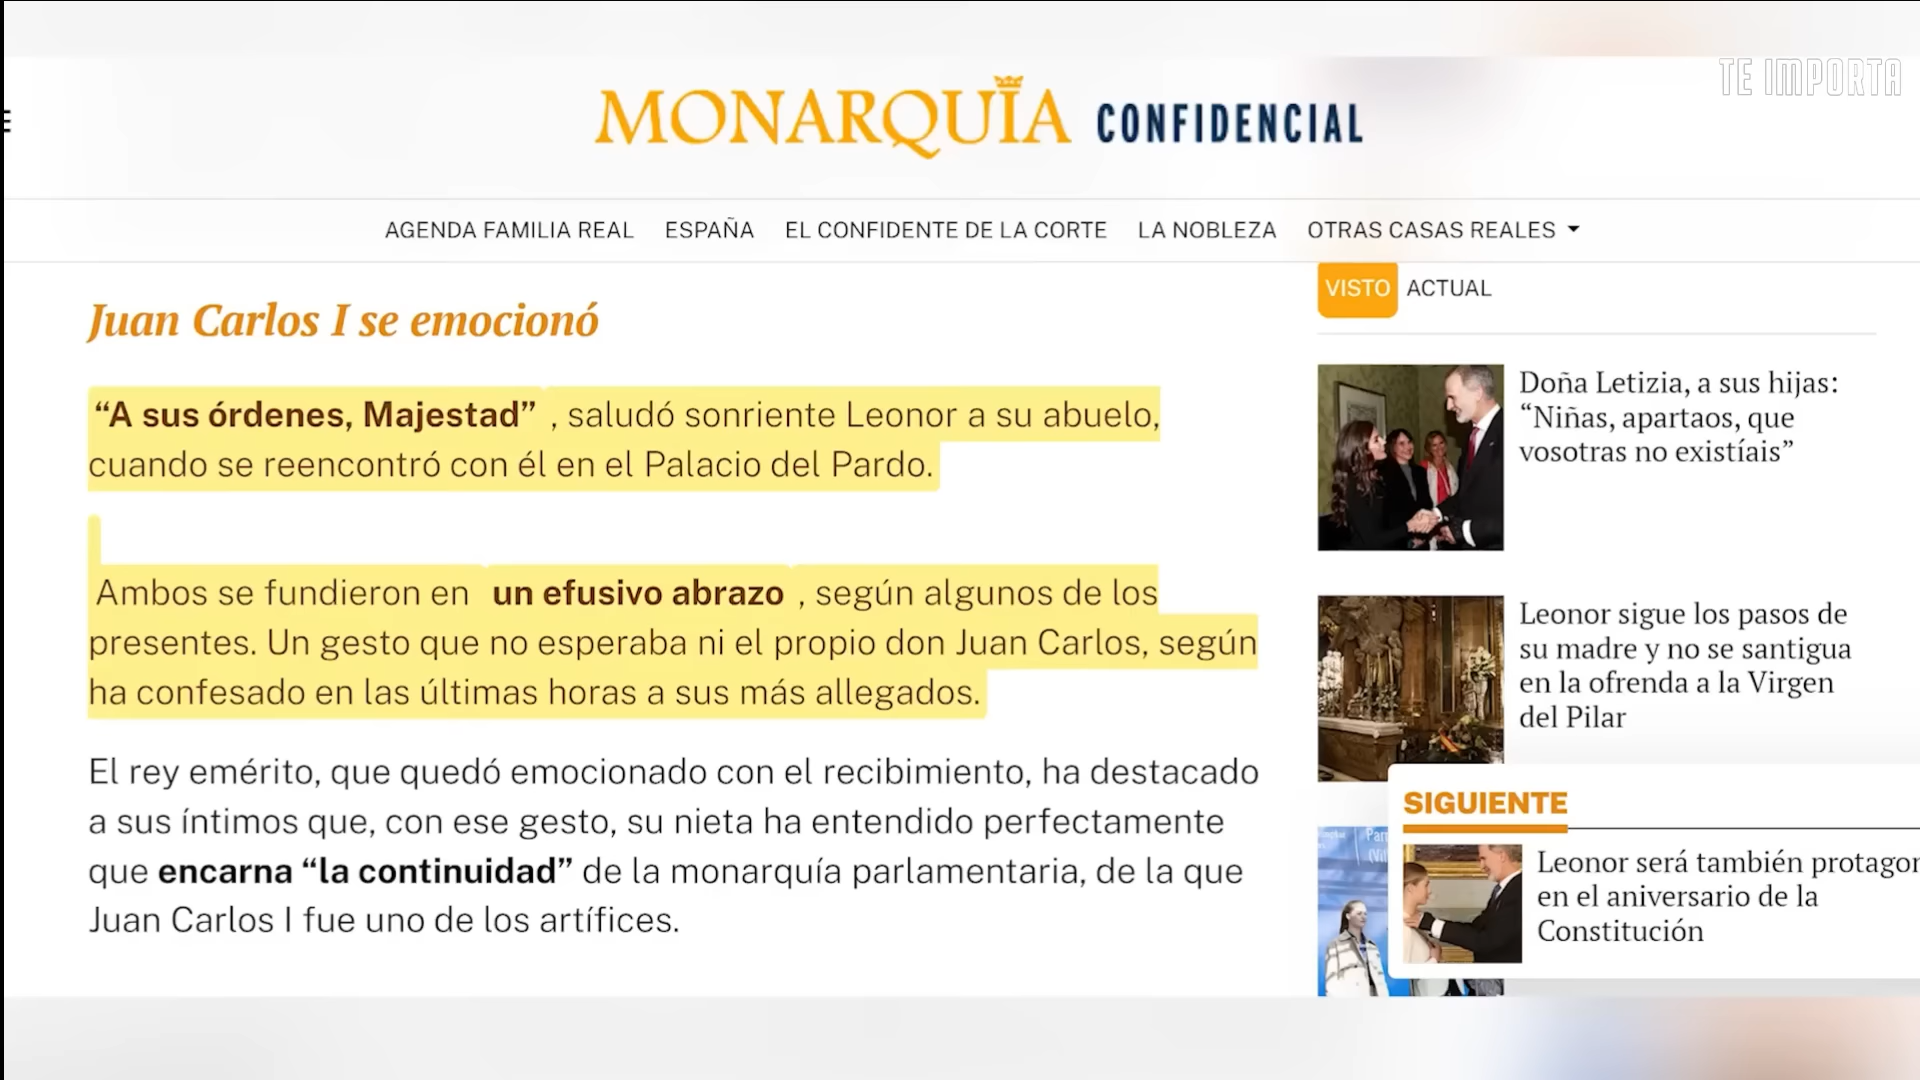 TE IMPORTA
MONARQUÍA CONFIDENCIAL
AGENDA FAMILIA REAL ESPAÑA EL CONFIDENTE DE LA CORTE LA NOBLEZA OTRAS CASAS REALES
Juan Carlos I se emocionó
“A sus órdenes, Majestad” , saludó sonriente Leonor a su abuelo,
cuando se reencontró con él en el Palacio del Pardo.
Ambos se fundieron en un efusivo abrazo , según algunos de los
presentes. Un gesto que no esperaba ni el propio don Juan Carlos, según
ha confesado en las últimas horas a sus más allegados.
El rey emérito, que quedó emocionado con el recibimiento, ha destacado
a sus íntimos que, con ese gesto, su nieta ha entendido perfectamente
que encarna “la continuidad” de la monarquía parlamentaria, de la que
Juan Carlos I fue uno de los artífices.
VISTO ACTUAL
Doña Letizia, a sus hijas:
“Niñas, apartaos, que
vosotras no existíais”
Leonor sigue los pasos de
su madre y no se santigua
en la ofrenda a la Virgen
del Pilar
SIGUIENTE
Leonor será también protagon
en el aniversario de la
Constitución